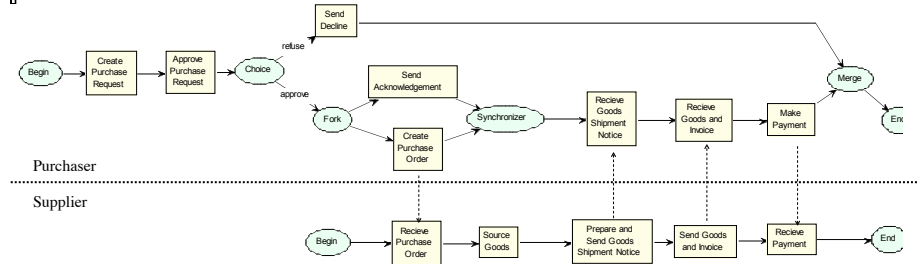 Send
Decline
refuse
Begin
Create
Purchase
Request
Approve
Purchase
Request
Choice
Merge
approve
Send
Acknowledgement
Fork
Synchronizer
Create
Purchase
Order
Recieve
Goods
Shipment
Notice
Recieve
Goods and
Invoice
Make
Payment
End
Purchaser
Supplier
Begin
Recieve
Purchase
Order
Source
Goods
Prepare and
Send Goods
Shipment Notice
Send Goods
and Invoice
Recieve
Payment
End